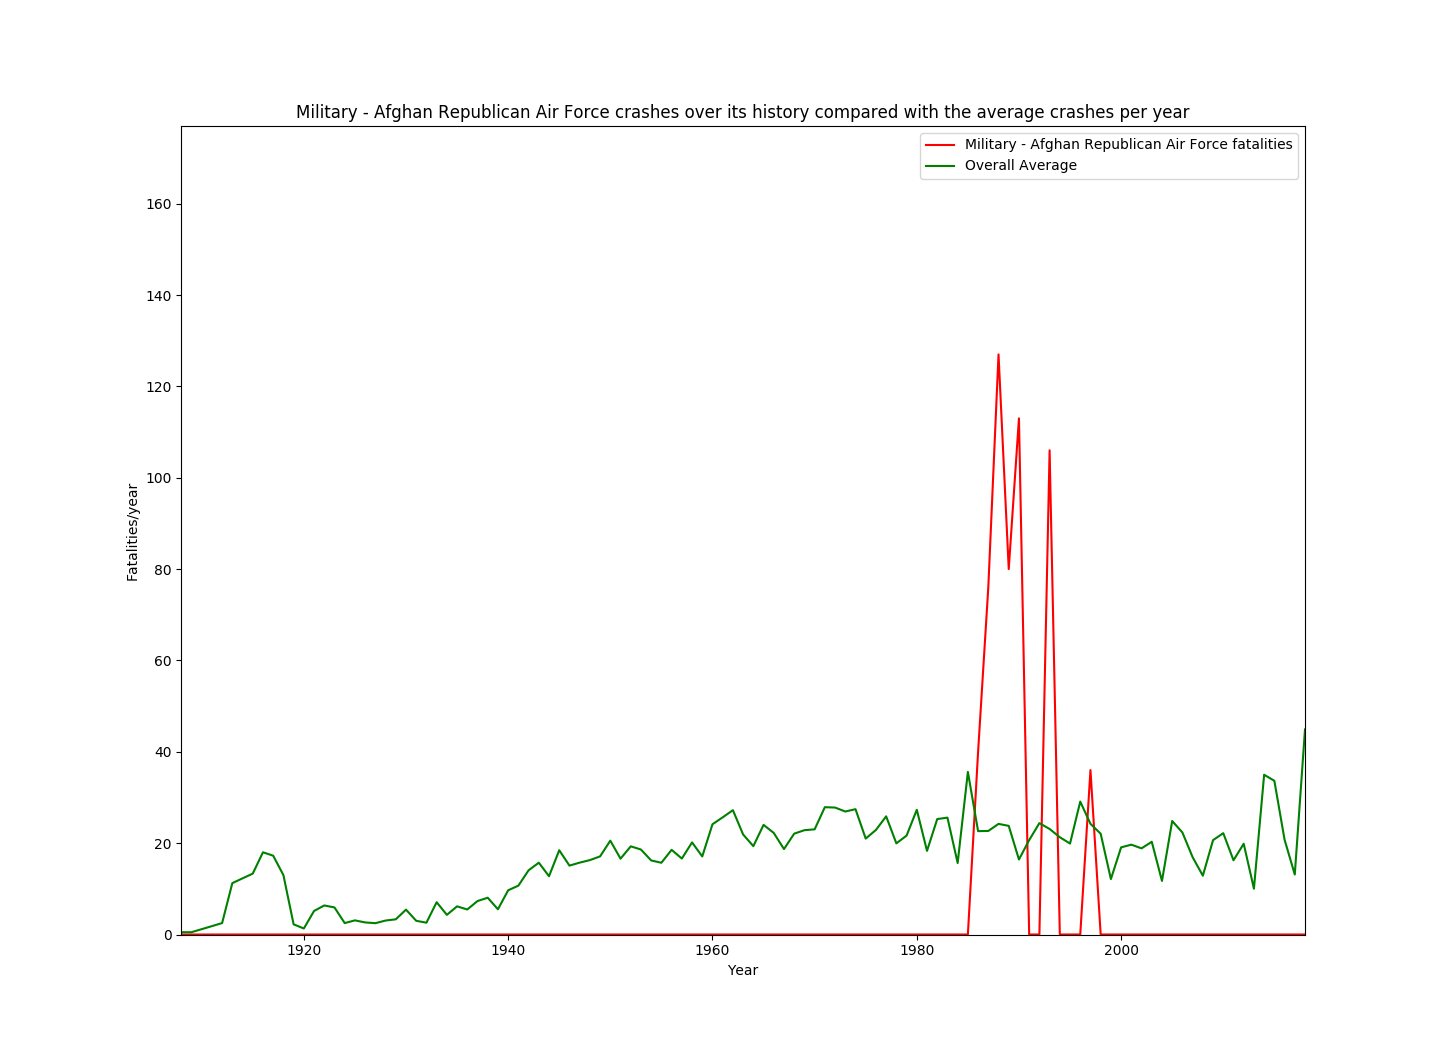 Military - Afghan Republican Air Force crashes over its history compared with the average crashes per year
Military - Afghan Republican Air Force fatalities
Overall Average
160
140
120
100
80
60
40
20
0
Fatalities/year
1920 1940 1960 1980 2000
Year